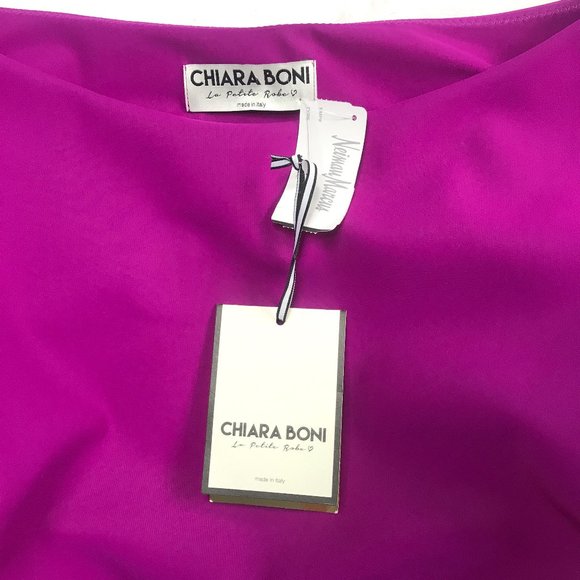 CHIARA BONI
La Petite Robe
made in Italy
Neiman Marcus
CHIARA BONI
La Petite Robe
made in Italy